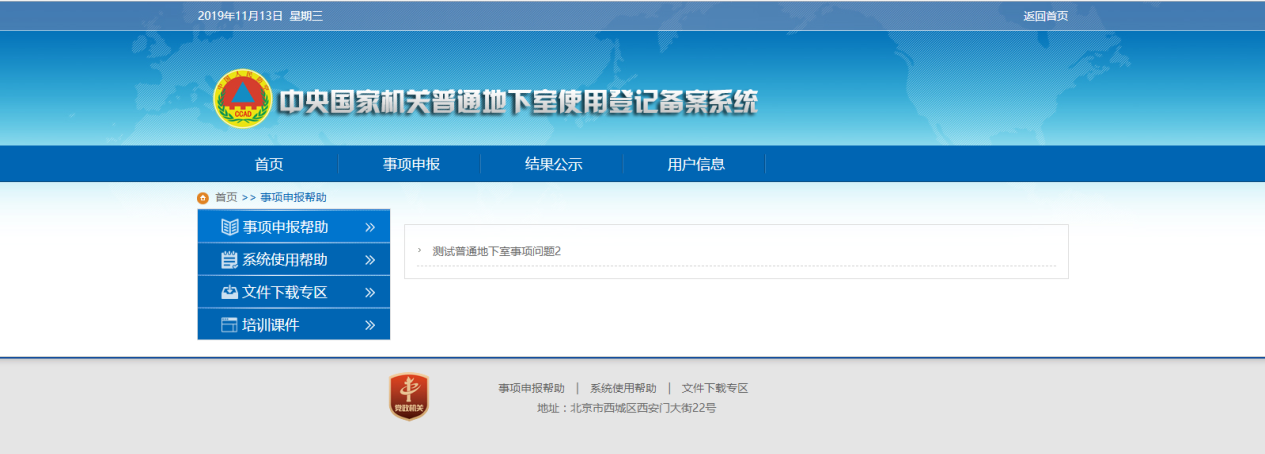 2019年11月13日 星期三
返回首页
中央国家机关普通地下室使用登记备案系统
首页
事项申报
结果公示
用户信息
首页 >> 事项申报帮助
事项申报帮助 »
系统使用帮助 »
文件下载专区 »
培训课件 »
› 测试普通地下室事项问题2
党政机关
事项申报帮助 | 系统使用帮助 | 文件下载专区
地址：北京市西城区西安门大街22号